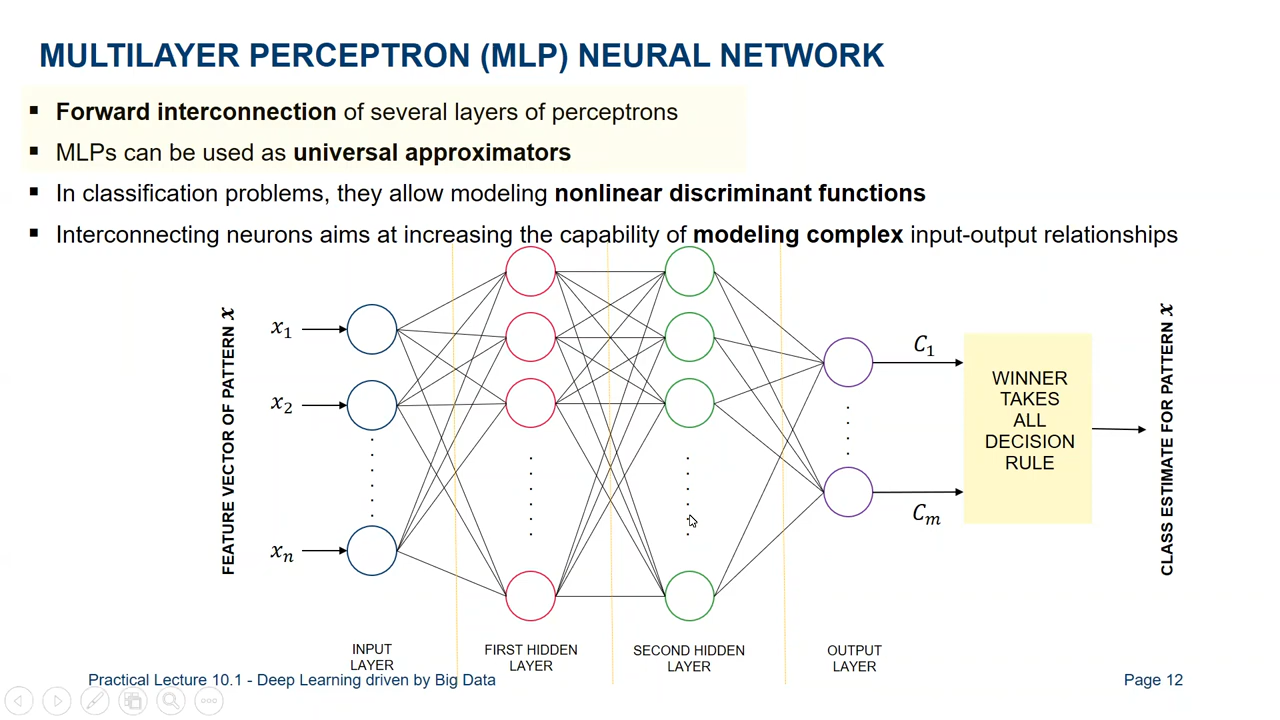 MULTILAYER PERCEPTRON (MLP) NEURAL NETWORK
▪ Forward interconnection of several layers of perceptrons
▪ MLPs can be used as universal approximators
▪ In classification problems, they allow modeling nonlinear discriminant functions
▪ Interconnecting neurons aims at increasing the capability of modeling complex input-output relationships
FEATURE VECTOR OF PATTERN x
x₁
x₂
xₙ
C₁
Cₘ
WINNER
TAKES
ALL
DECISION
RULE
CLASS ESTIMATE FOR PATTERN x
INPUT
LAYER
FIRST HIDDEN
LAYER
SECOND HIDDEN
LAYER
OUTPUT
LAYER
Practical Lecture 10.1 - Deep Learning driven by Big Data
Page 12